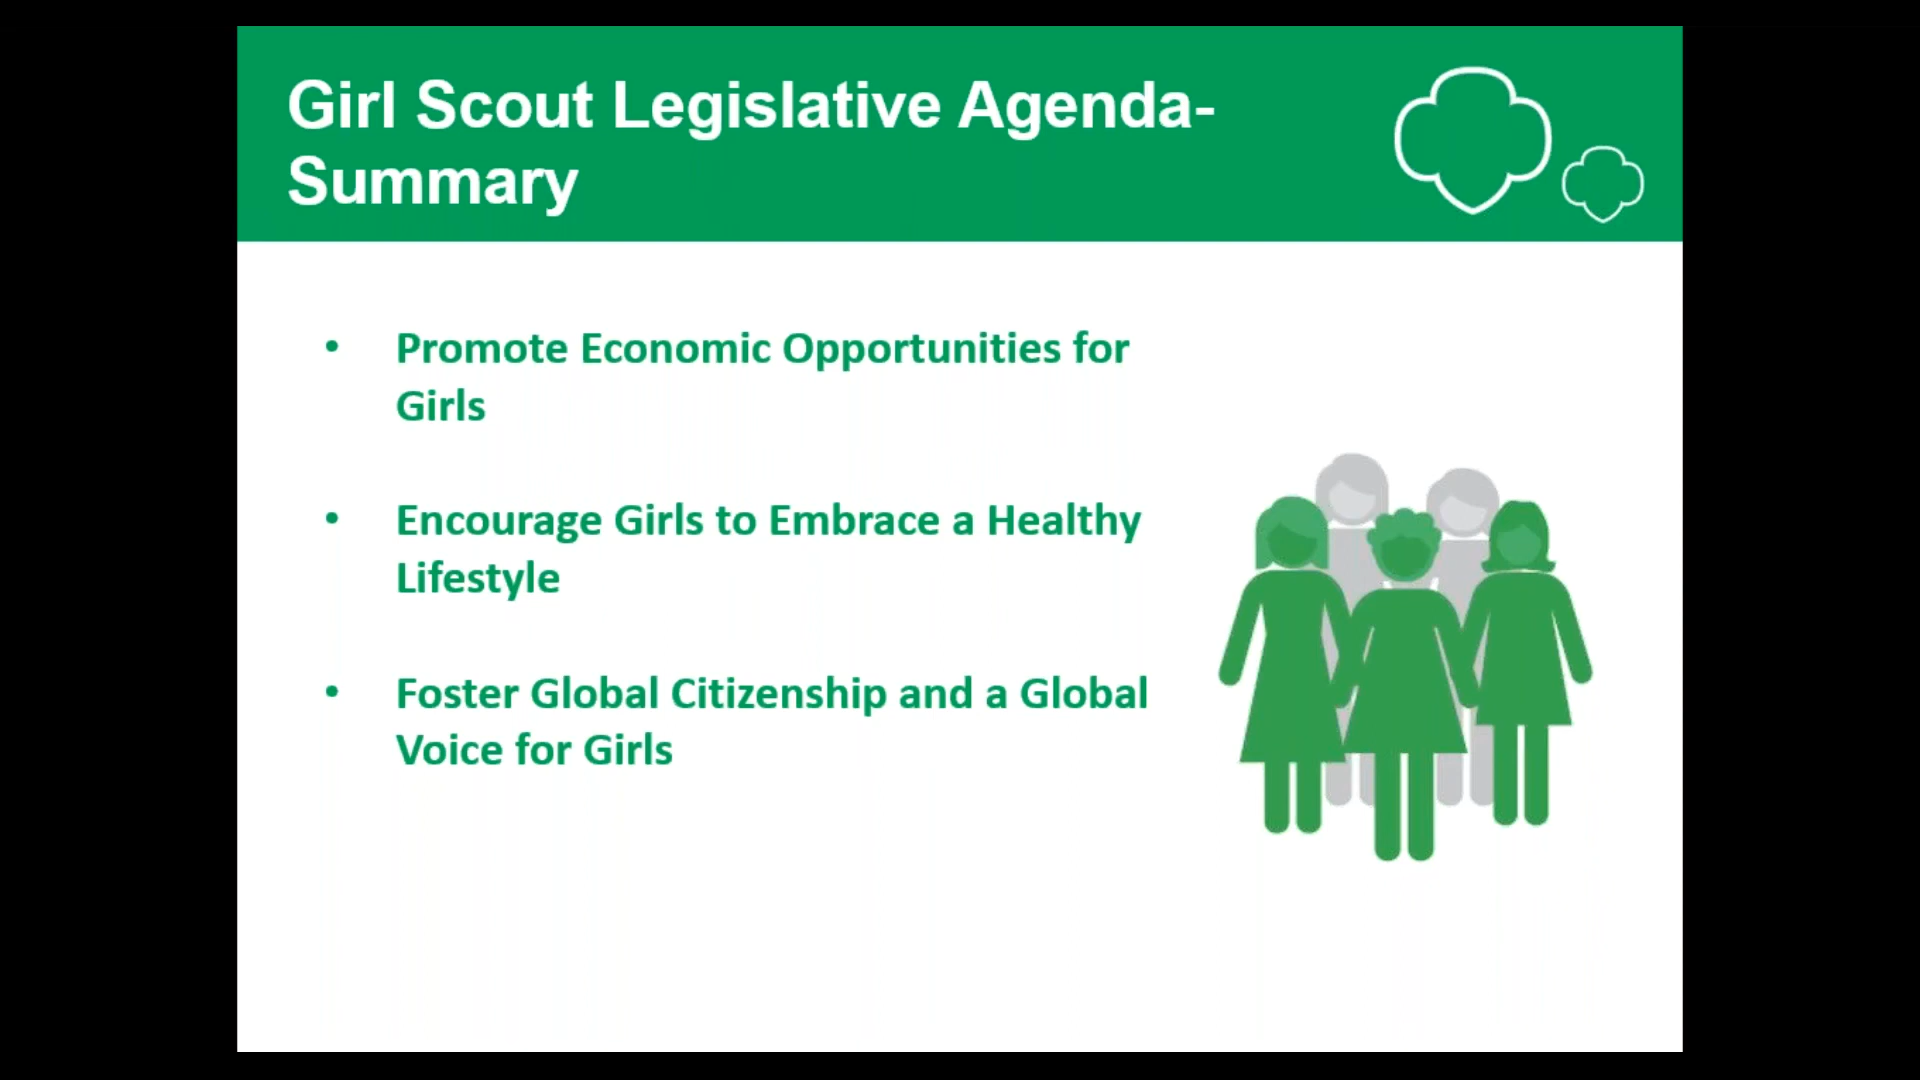 Girl Scout Legislative Agenda-
Summary
• Promote Economic Opportunities for
Girls
• Encourage Girls to Embrace a Healthy
Lifestyle
• Foster Global Citizenship and a Global
Voice for Girls